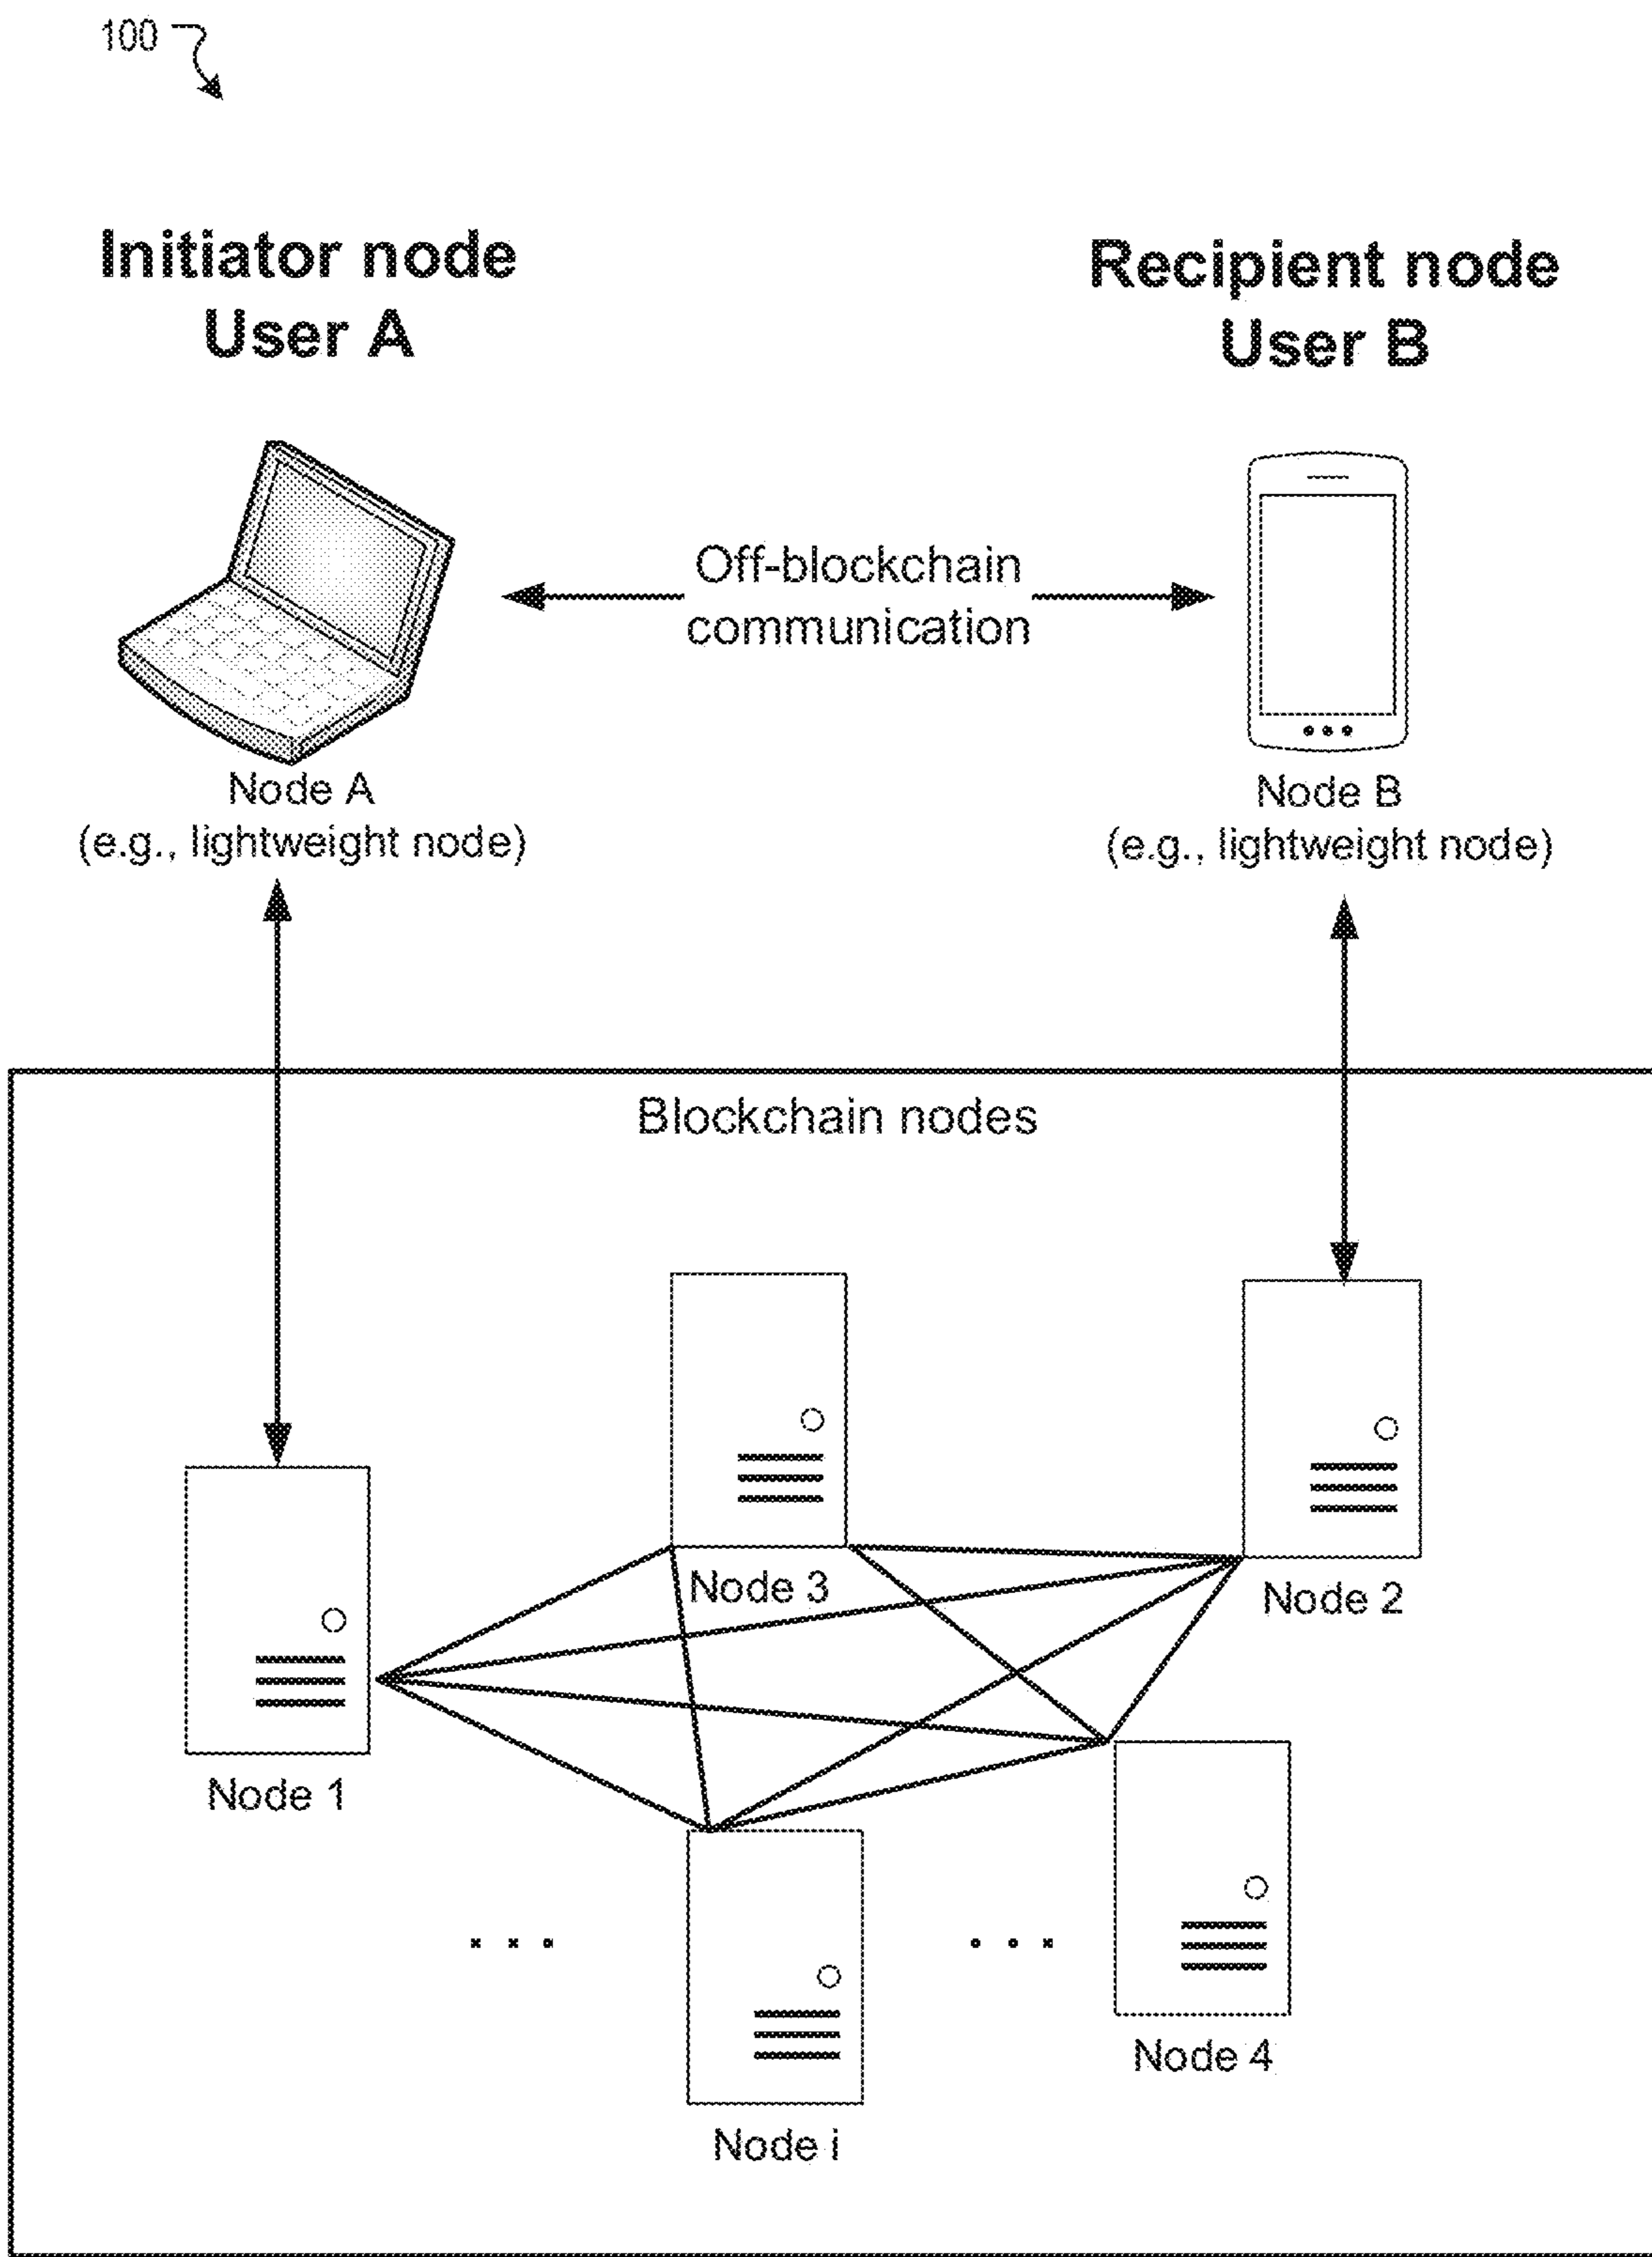 100
Initiator node
User A
Recipient node
User B
Off-blockchain
communication
Node A
(e.g., lightweight node)
Node B
(e.g., lightweight node)
Blockchain nodes
Node 3
Node 2
Node 1
Node 4
Node i